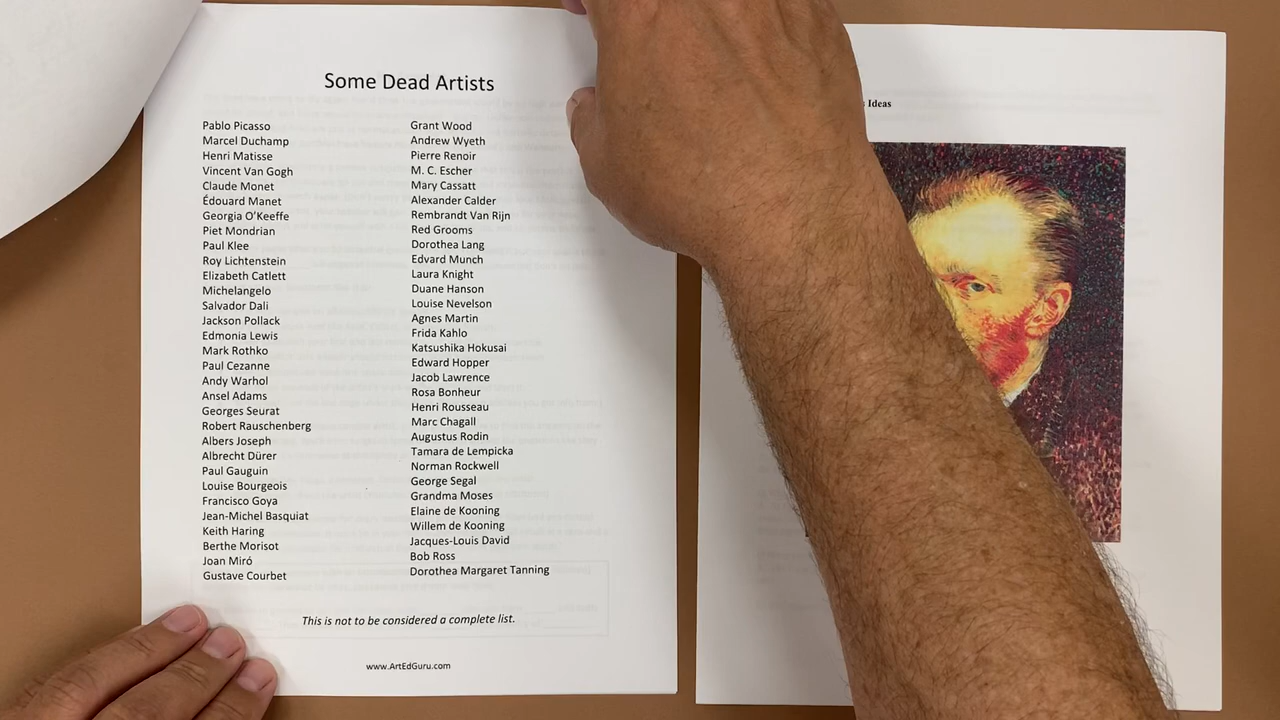 Some Dead Artists
Pablo Picasso
Marcel Duchamp
Henri Matisse
Vincent Van Gogh
Claude Monet
Édouard Manet
Georgia O’Keeffe
Piet Mondrian
Paul Klee
Roy Lichtenstein
Elizabeth Catlett
Michelangelo
Salvador Dali
Jackson Pollack
Edmonia Lewis
Mark Rothko
Paul Cezanne
Andy Warhol
Ansel Adams
Georges Seurat
Robert Rauschenberg
Albers Joseph
Albrecht Dürer
Paul Gauguin
Louise Bourgeois
Francisco Goya
Jean-Michel Basquiat
Keith Haring
Berthe Morisot
Joan Miró
Gustave Courbet
Grant Wood
Andrew Wyeth
Pierre Renoir
M. C. Escher
Mary Cassatt
Alexander Calder
Rembrandt Van Rijn
Red Grooms
Dorothea Lang
Edvard Munch
Laura Knight
Duane Hanson
Louise Nevelson
Agnes Martin
Frida Kahlo
Katsushika Hokusai
Edward Hopper
Jacob Lawrence
Rosa Bonheur
Henri Rousseau
Marc Chagall
Augustus Rodin
Tamara de Lempicka
Norman Rockwell
George Segal
Grandma Moses
Elaine de Kooning
Willem de Kooning
Jacques-Louis David
Bob Ross
Dorothea Margaret Tanning
This is not to be considered a complete list.
www.ArtEdGuru.com
Ideas